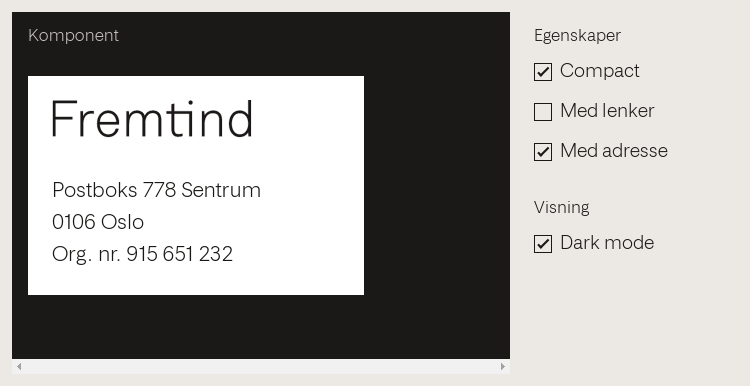 Komponent
Fremtind
Postboks 778 Sentrum
0106 Oslo
Org. nr. 915 651 232
Egenskaper
Compact
Med lenker
Med adresse
Visning
Dark mode